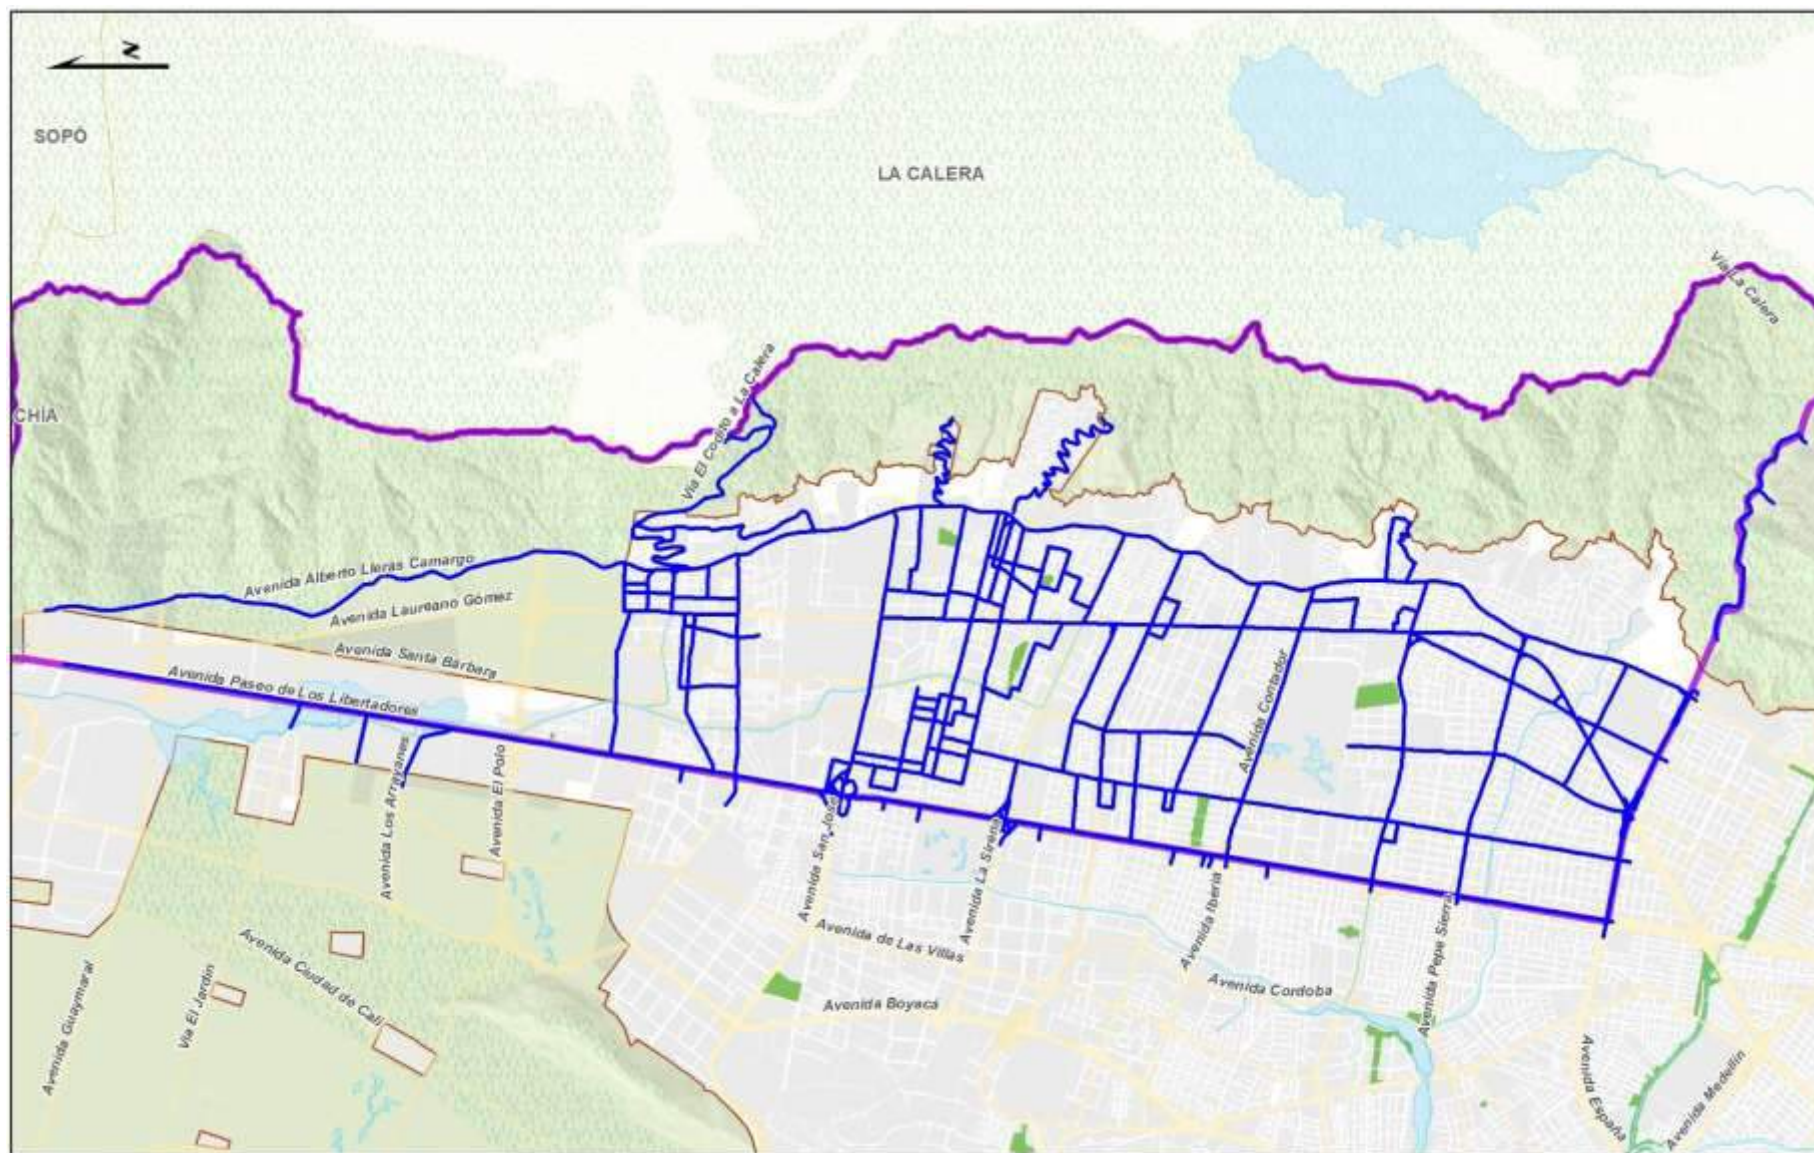 N
SOPÓ
LA CALERA
Vía La Calera
CHÍA
Vía El Codito a La Calera
Avenida Alberto Lleras Camargo
Avenida Laureano Gómez
Avenida Santa Barbara
Avenida Paseo de Los Libertadores
Avenida Contador
Avenida Los Arrayanes
Avenida El Polo
Avenida San José
Avenida La Sirena
Avenida Iberia
Avenida Pepe Sierra
Avenida de Las Villas
Avenida Cordoba
Avenida Boyacá
Avenida Guaymaral
Vía El Jardín
Avenida Ciudad de Cali
Avenida España
Avenida Medellín